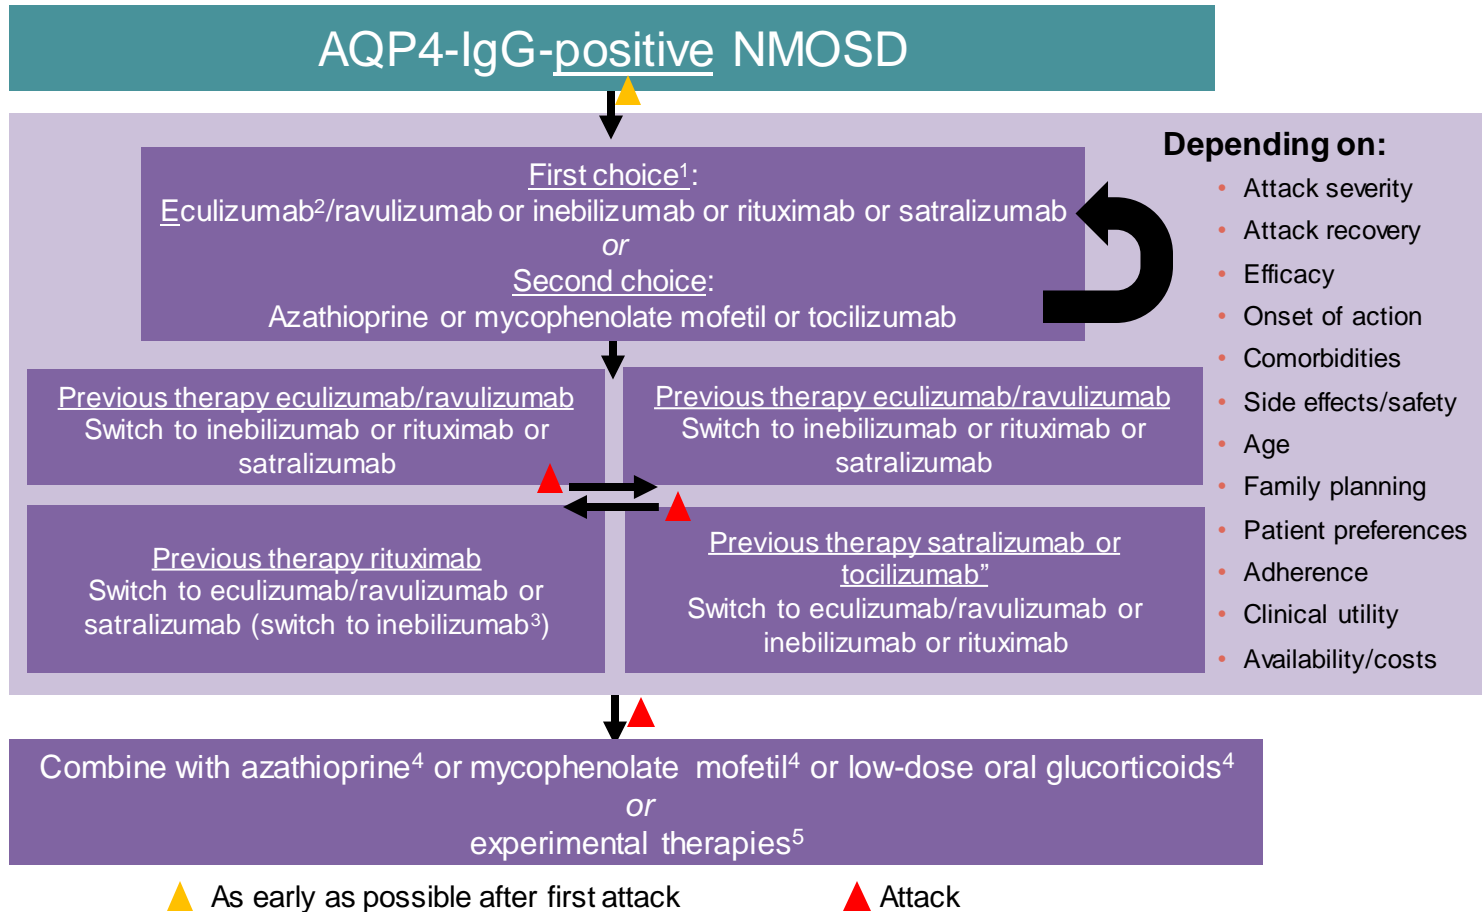 AQP4-IgG-positive NMOSD
First choice¹:
Eculizumab²/ravulizumab or inebilizumab or rituximab or satralizumab
or
Second choice:
Azathioprine or mycophenolate mofetil or tocilizumab
Previous therapy eculizumab/ravulizumab
Switch to inebilizumab or rituximab or
satralizumab
Previous therapy eculizumab/ravulizumab
Switch to inebilizumab or rituximab or
satralizumab
Previous therapy rituximab
Switch to eculizumab/ravulizumab or
satralizumab (switch to inebilizumab³)
Previous therapy satralizumab or
tocilizumab”
Switch to eculizumab/ravulizumab or
inebilizumab or rituximab
Depending on:
• Attack severity
• Attack recovery
• Efficacy
• Onset of action
• Comorbidities
• Side effects/safety
• Age
• Family planning
• Patient preferences
• Adherence
• Clinical utility
• Availability/costs
Combine with azathioprine⁴ or mycophenolate mofetil⁴ or low-dose oral glucorticoids⁴
or
experimental therapies⁵
As early as possible after first attack
Attack